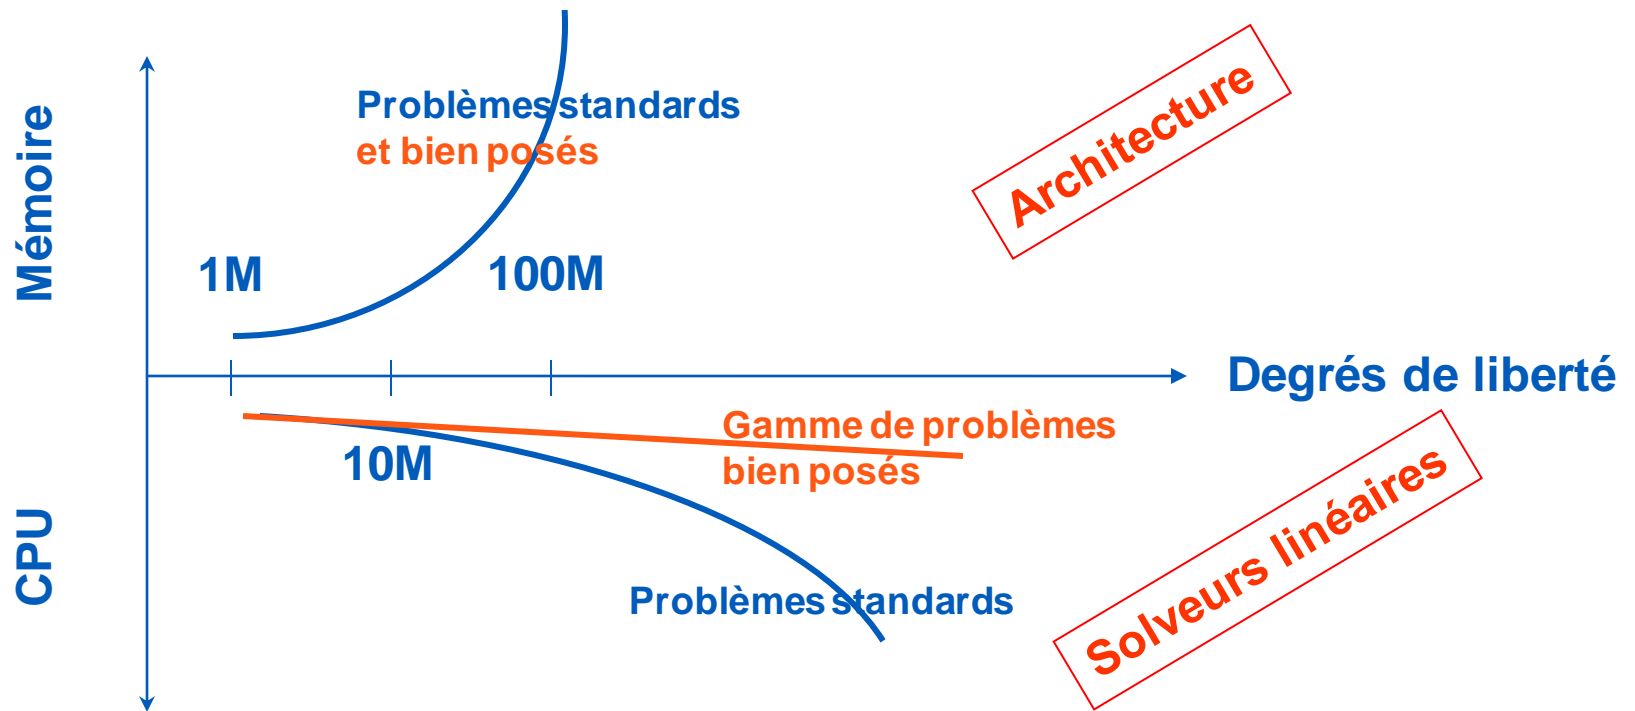 Mémoire
Problèmes standards
et bien posés
Architecture
1M
100M
Degrés de liberté
Gamme de problèmes
bien posés
10M
CPU
Problèmes standards
Solveurs linéaires